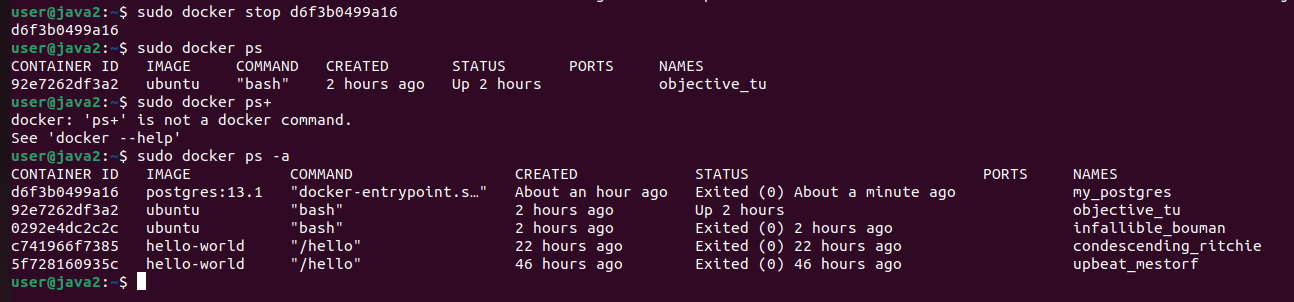 user@java2:~$ sudo docker stop d6f3b0499a16
d6f3b0499a16
user@java2:~$ sudo docker ps
CONTAINER ID   IMAGE     COMMAND   CREATED       STATUS       PORTS     NAMES
92e7262df3a2   ubuntu    "bash"    2 hours ago   Up 2 hours             objective_tu
user@java2:~$ sudo docker ps+
docker: 'ps+' is not a docker command.
See 'docker --help'
user@java2:~$ sudo docker ps -a
CONTAINER ID   IMAGE           COMMAND                  CREATED             STATUS                          PORTS     NAMES
d6f3b0499a16   postgres:13.1   "docker-entrypoint.s…"   About an hour ago   Exited (0) About a minute ago             my_postgres
92e7262df3a2   ubuntu          "bash"                   2 hours ago         Up 2 hours                                objective_tu
0292e4dc2c2c   ubuntu          "bash"                   2 hours ago         Exited (0) 2 hours ago                    infallible_bouman
c741966f7385   hello-world     "/hello"                 22 hours ago        Exited (0) 22 hours ago                   condescending_ritchie
5f728160935c   hello-world     "/hello"                 46 hours ago        Exited (0) 46 hours ago                   upbeat_mestorf
user@java2:~$